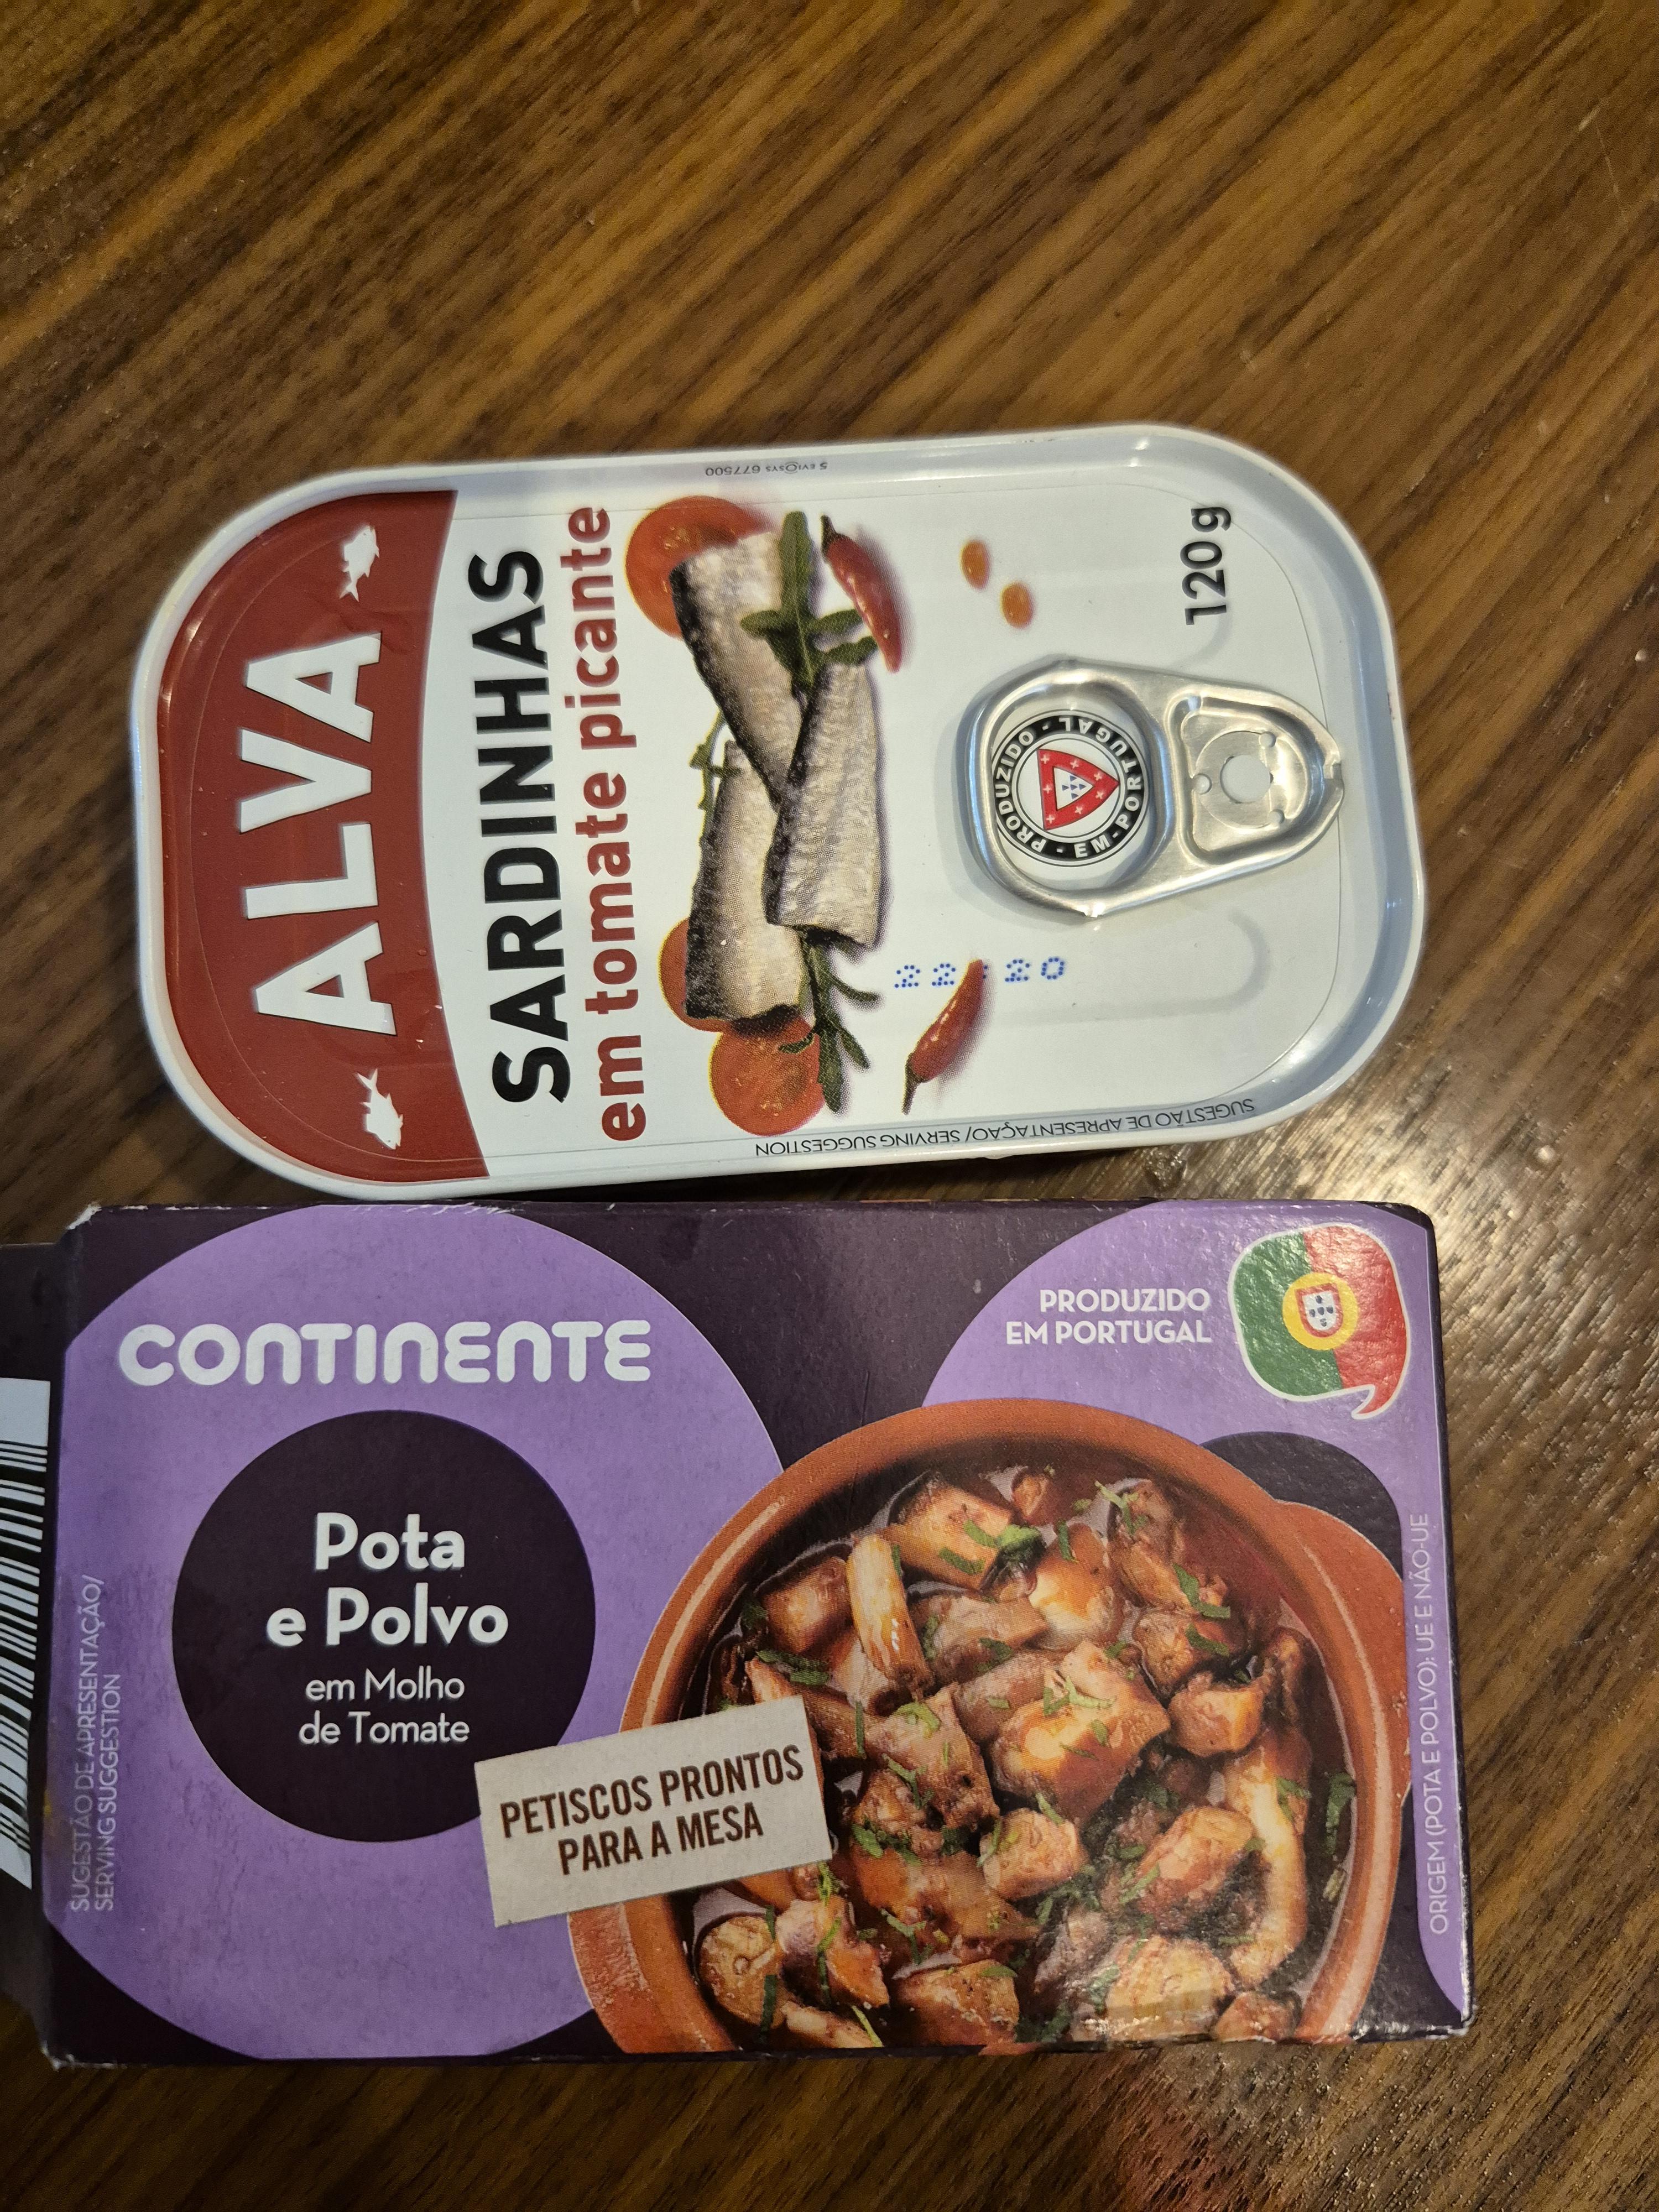 ALVA
SARDINHAS
em tomate picante
120g
PRODUZIDO - EM - PORTUGAL -
22:20
SUGESTÃO DE APRESENTAÇÃO/ SERVING SUGGESTION
CONTINENTE
Pota
e Polvo
em Molho
de Tomate
PETISCOS PRONTOS
PARA A MESA
PRODUZIDO
EM PORTUGAL
SUGESTÃO DE APRESENTAÇÃO/
SERVING SUGGESTION
ORIGEM (POTA E POLVO): UE E NÃO-UE